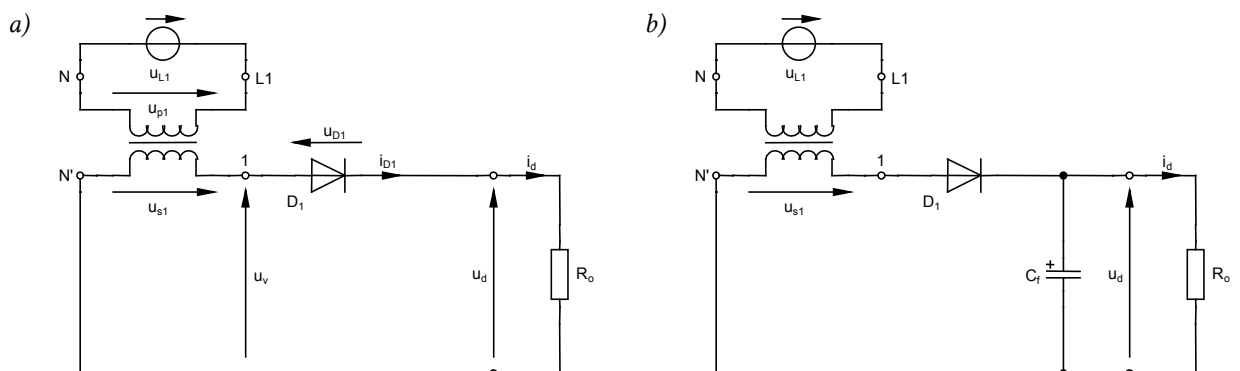 a)
u_L1
N
L1
u_p1
u_D1
N'
1
i_D1
i_d
u_s1
D_1
u_v
u_d
R_o
b)
u_L1
N
L1
N'
1
i_d
u_s1
D_1
+
C_f
u_d
R_o